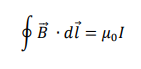 ∮ B⃗ · dl⃗ = μ₀I